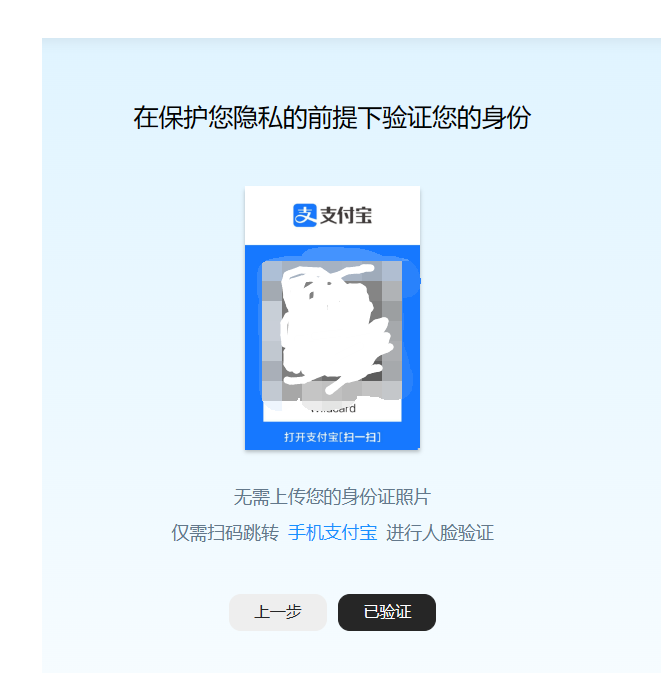 在保护您隐私的前提下验证您的身份
支付宝
打开支付宝[扫一扫]
无需上传您的身份证照片
仅需扫码跳转 手机支付宝 进行人脸验证
上一步
已验证